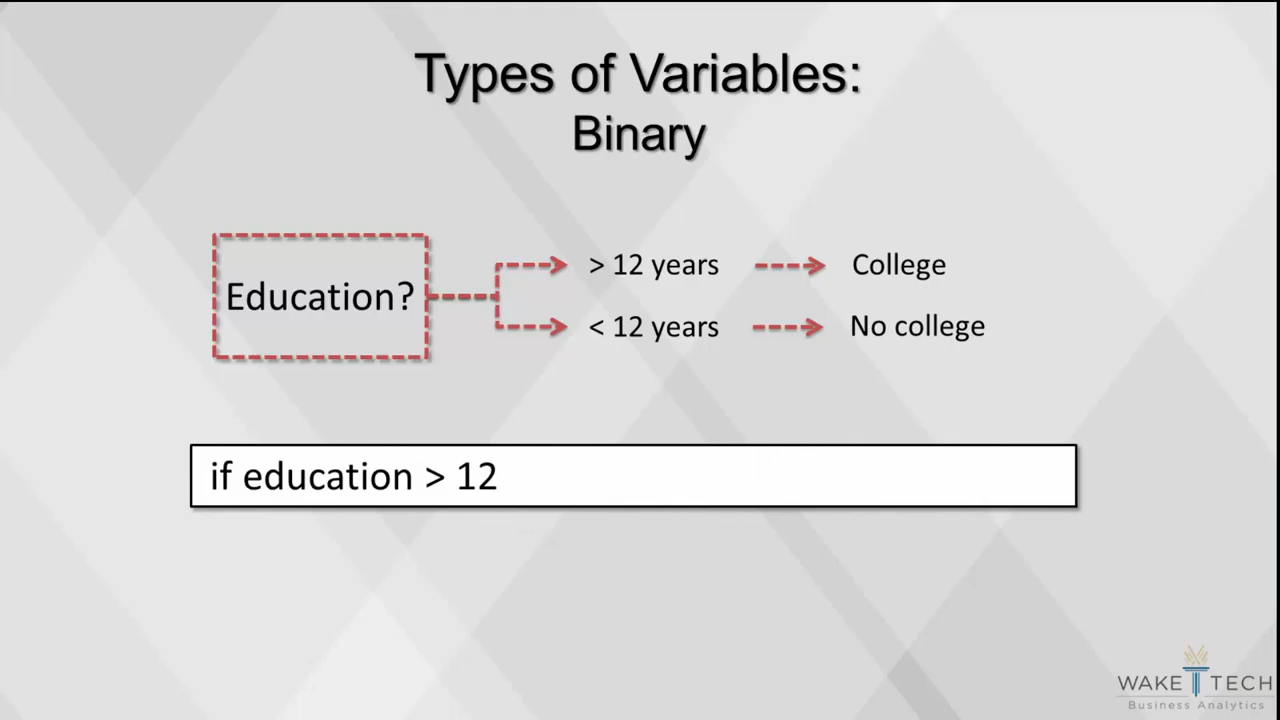 Types of Variables:
Binary
Education?
> 12 years
College
< 12 years
No college
if education > 12
WAKE TECH
Business Analytics